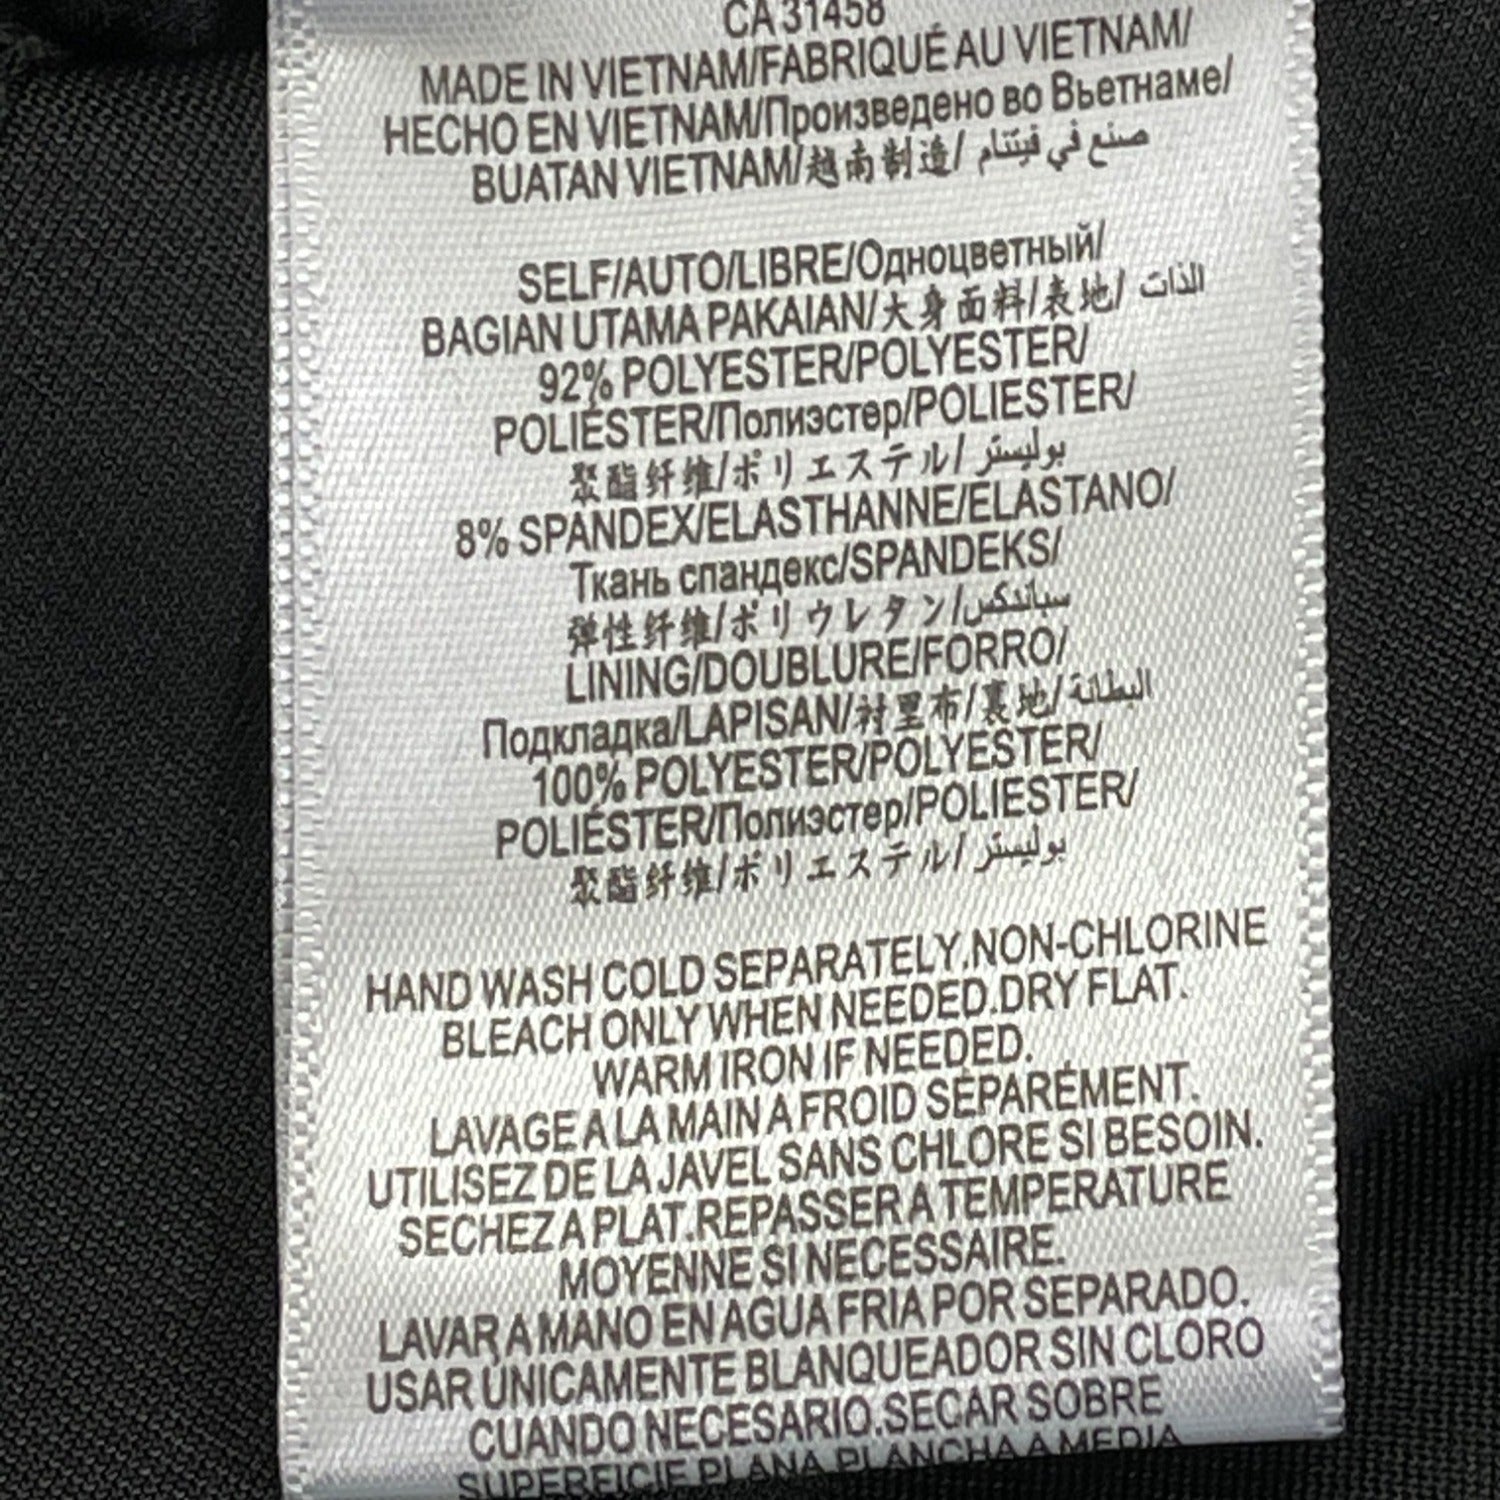 CA 31458
MADE IN VIETNAM/FABRIQUÉ AU VIETNAM/
HECHO EN VIETNAM/Произведено во Вьетнаме/
BUATAN VIETNAM/越南制造/ صنع في فيتنام
SELF/AUTO/LIBRE/Одноцветный/
BAGIAN UTAMA PAKAIAN/大身面料/表地/ الذات
92% POLYESTER/POLYESTER/
POLIÉSTER/Полиэстер/POLIESTER/
聚酯纤维/ポリエステル/ بوليستر
8% SPANDEX/ELASTHANNE/ELASTANO/
Ткань спандекс/SPANDEKS/
弹性纤维/ポリウレタン/سباندكس
LINING/DOUBLURE/FORRO/
Подкладка/LAPISAN/衬里布/裏地/البطانة
100% POLYESTER/POLYESTER/
POLIÉSTER/Полиэстер/POLIESTER/
聚酯纤维/ポリエステル/ بوليستر
HAND WASH COLD SEPARATELY.NON-CHLORINE
BLEACH ONLY WHEN NEEDED.DRY FLAT.
WARM IRON IF NEEDED.
LAVAGE A LA MAIN A FROID SÉPARÉMENT.
UTILISEZ DE LA JAVEL SANS CHLORE SI BESOIN.
SECHEZ A PLAT.REPASSER A TEMPERATURE
MOYENNE SI NECESSAIRE.
LAVAR A MANO EN AGUA FRIA POR SEPARADO.
USAR ÚNICAMENTE BLANQUEADOR SIN CLORO
CUANDO NECESARIO.SECAR SOBRE
SUPERFICIE PLANA PLANCHA A MEDIA